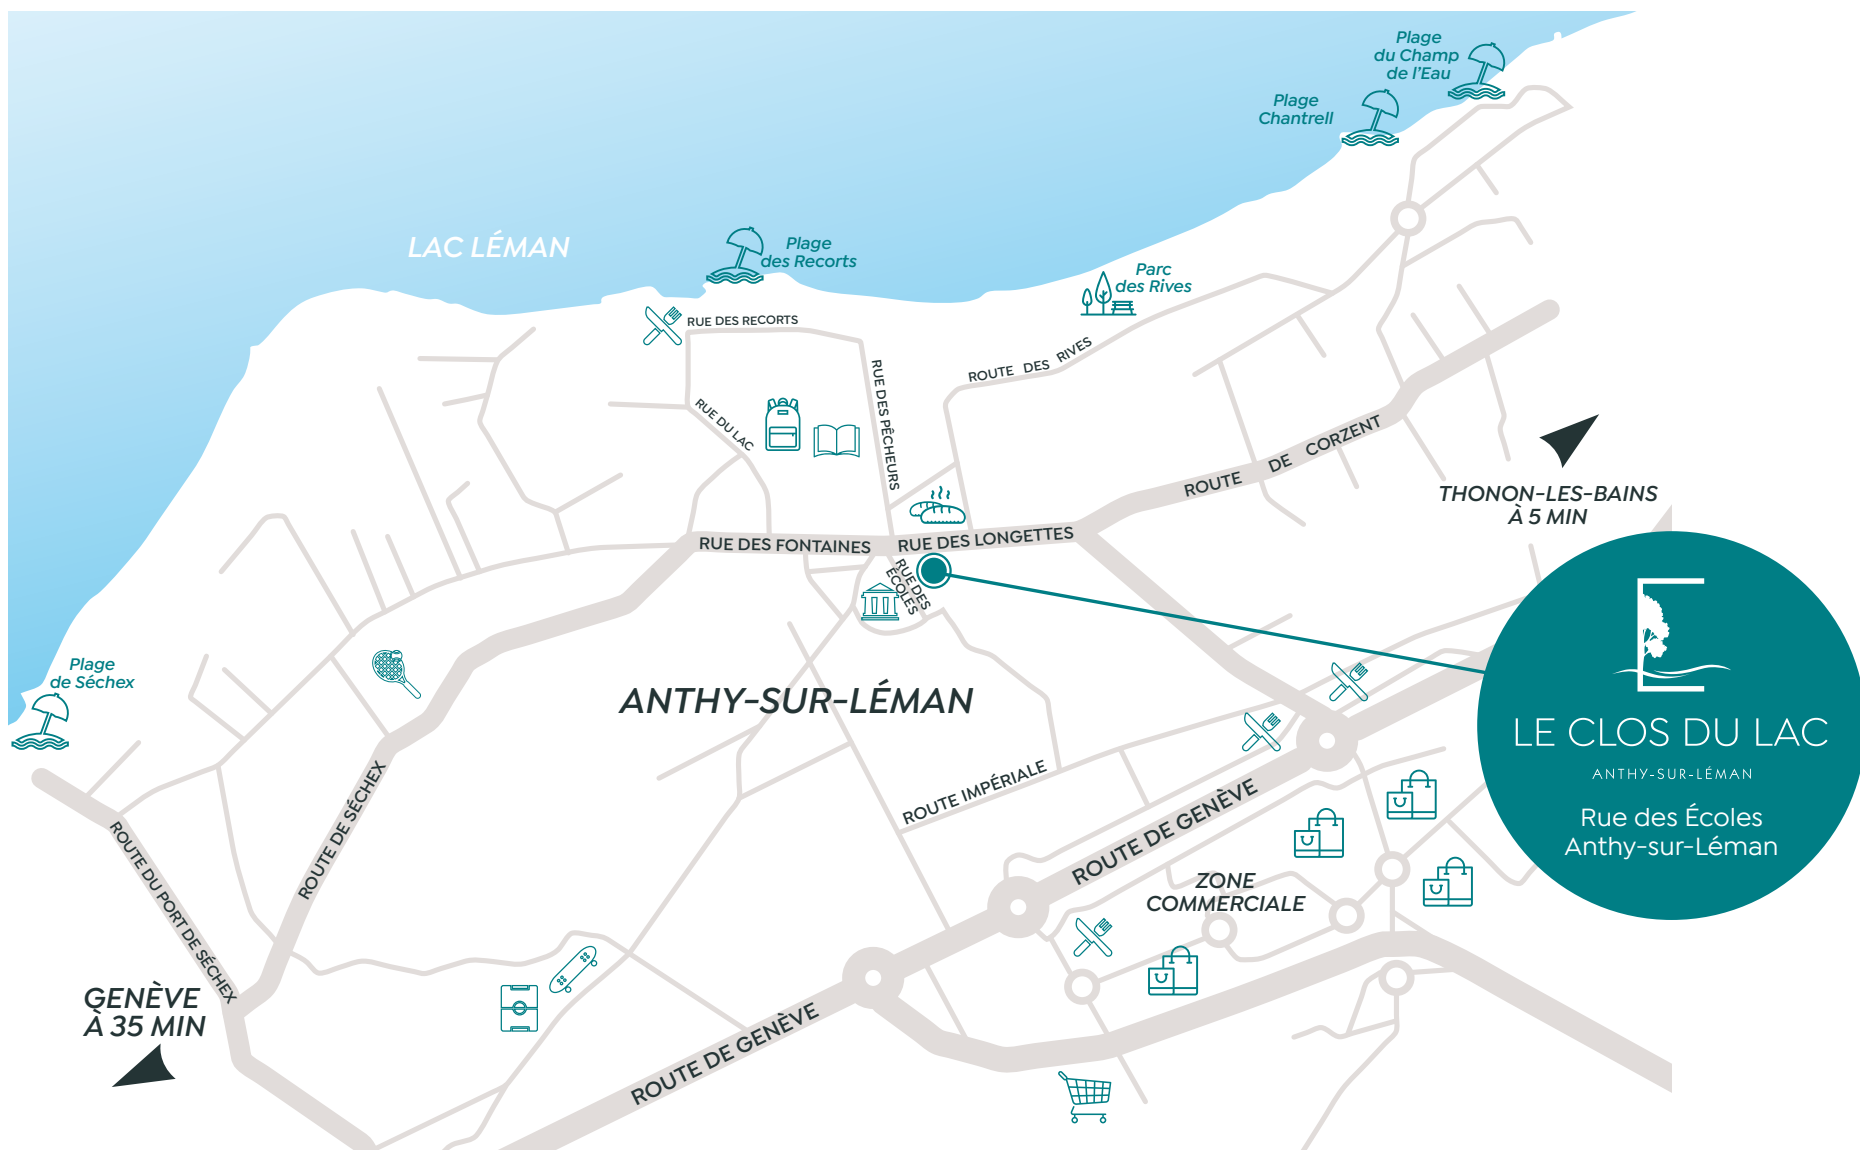 Plage
du Champ
de l'Eau
Plage
Chantrell
LAC LÉMAN
Plage
des Recorts
Parc
des Rives
RUE DES RECORTS
RUE DES PÊCHEURS
ROUTE DES RIVES
RUE DU LAC
ROUTE DE CORZENT
THONON-LES-BAINS
À 5 MIN
RUE DES FONTAINES
RUE DES LONGETTES
RUE DES
ÉCOLES
Plage
de Séchex
ANTHY-SUR-LÉMAN
LE CLOS DU LAC
ANTHY-SUR-LÉMAN
Rue des Écoles
Anthy-sur-Léman
ROUTE IMPÉRIALE
ROUTE DE GENÈVE
ROUTE DE SÉCHEX
ROUTE DU PORT DE SÉCHEX
ZONE
COMMERCIALE
GENÈVE
À 35 MIN
ROUTE DE GENÈVE